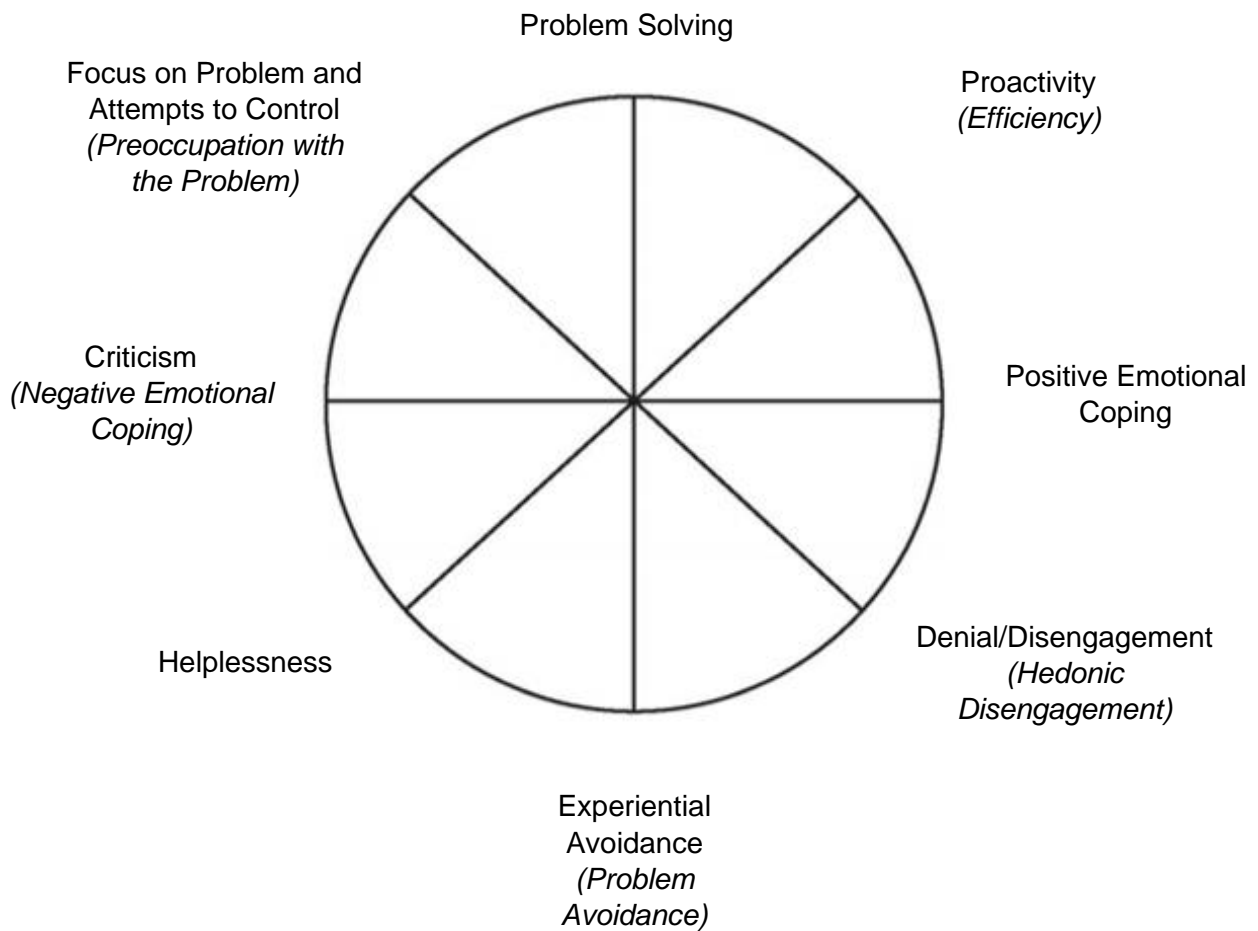 Problem Solving
Focus on Problem and
Attempts to Control
(Preoccupation with
the Problem)
Proactivity
(Efficiency)
Criticism
(Negative Emotional
Coping)
Positive Emotional
Coping
Helplessness
Denial/Disengagement
(Hedonic
Disengagement)
Experiential
Avoidance
(Problem
Avoidance)